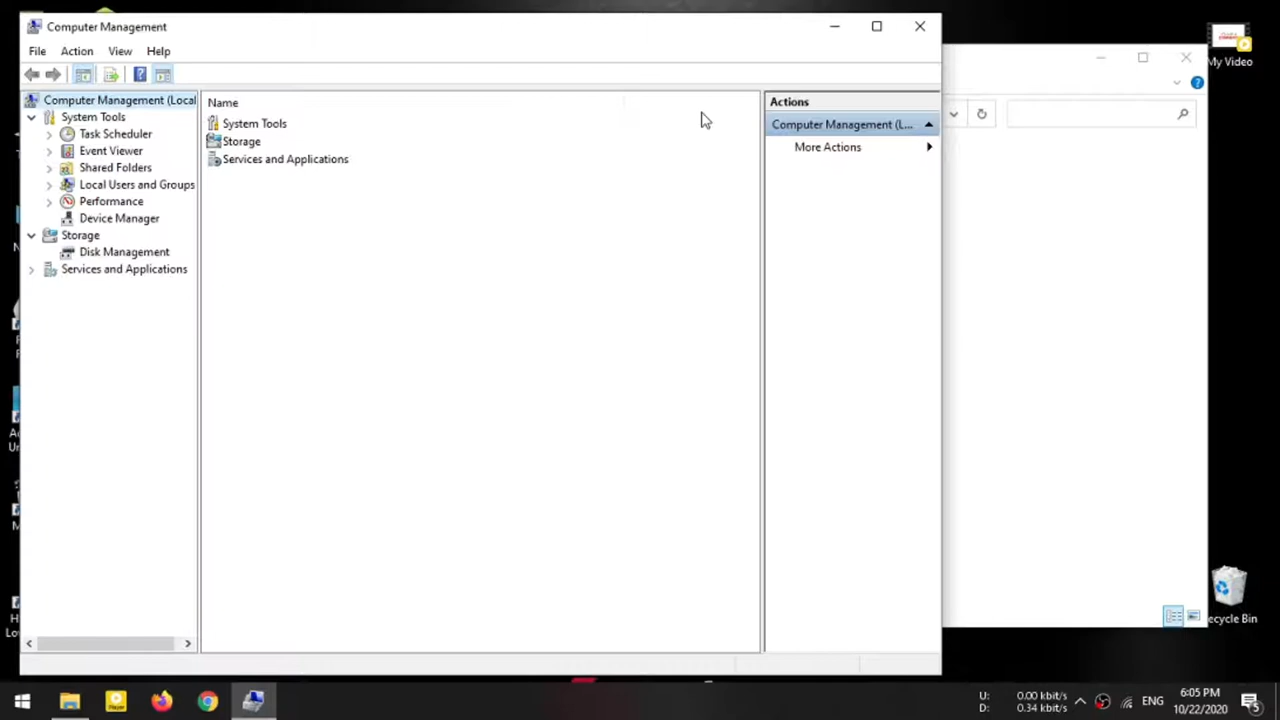 Computer Management
File Action View Help
Computer Management (Local
System Tools
Task Scheduler
Event Viewer
Shared Folders
Local Users and Groups
Performance
Device Manager
Storage
Disk Management
Services and Applications
Name
System Tools
Storage
Services and Applications
Actions
Computer Management (L...
More Actions
My Video
ecycle Bin
Player
U: 0.00 kbit/s
D: 0.34 kbit/s
ENG
6:05 PM
10/22/2020
5